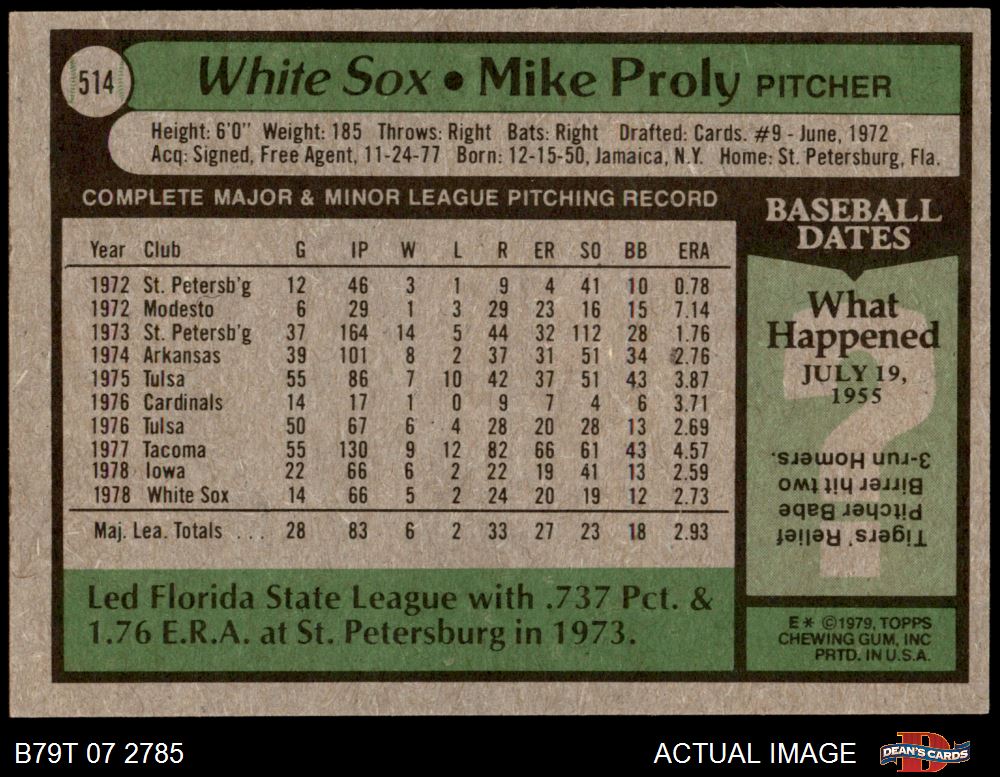 514
White Sox • Mike Proly PITCHER
Height: 6'0" Weight: 185 Throws: Right Bats: Right Drafted: Cards. #9 - June, 1972
Acq: Signed, Free Agent, 11-24-77 Born: 12-15-50, Jamaica, N.Y. Home: St. Petersburg, Fla.
COMPLETE MAJOR & MINOR LEAGUE PITCHING RECORD
Year Club G IP W L R ER SO BB ERA
1972 St. Petersb'g 12 46 3 1 9 4 41 10 0.78
1972 Modesto 6 29 1 3 29 23 16 15 7.14
1973 St. Petersb'g 37 164 14 5 44 32 112 28 1.76
1974 Arkansas 39 101 8 2 37 31 51 34 2.76
1975 Tulsa 55 86 7 10 42 37 51 43 3.87
1976 Cardinals 14 17 1 0 9 7 4 6 3.71
1976 Tulsa 50 67 6 4 28 20 28 13 2.69
1977 Tacoma 55 130 9 12 82 66 61 43 4.57
1978 Iowa 22 66 6 2 22 19 41 13 2.59
1978 White Sox 14 66 5 2 24 20 19 12 2.73
Maj. Lea. Totals ... 28 83 6 2 33 27 23 18 2.93
Led Florida State League with .737 Pct. &
1.76 E.R.A. at St. Petersburg in 1973.
BASEBALL
DATES
What
Happened
JULY 19,
1955
?
Tigers' Relief
Pitcher Babe
Birrer hit two
3-run Homers.
E* ©1979, TOPPS
CHEWING GUM, INC
PRTD. IN U.S.A.
B79T 07 2785
ACTUAL IMAGE
D
DEAN'S CARDS